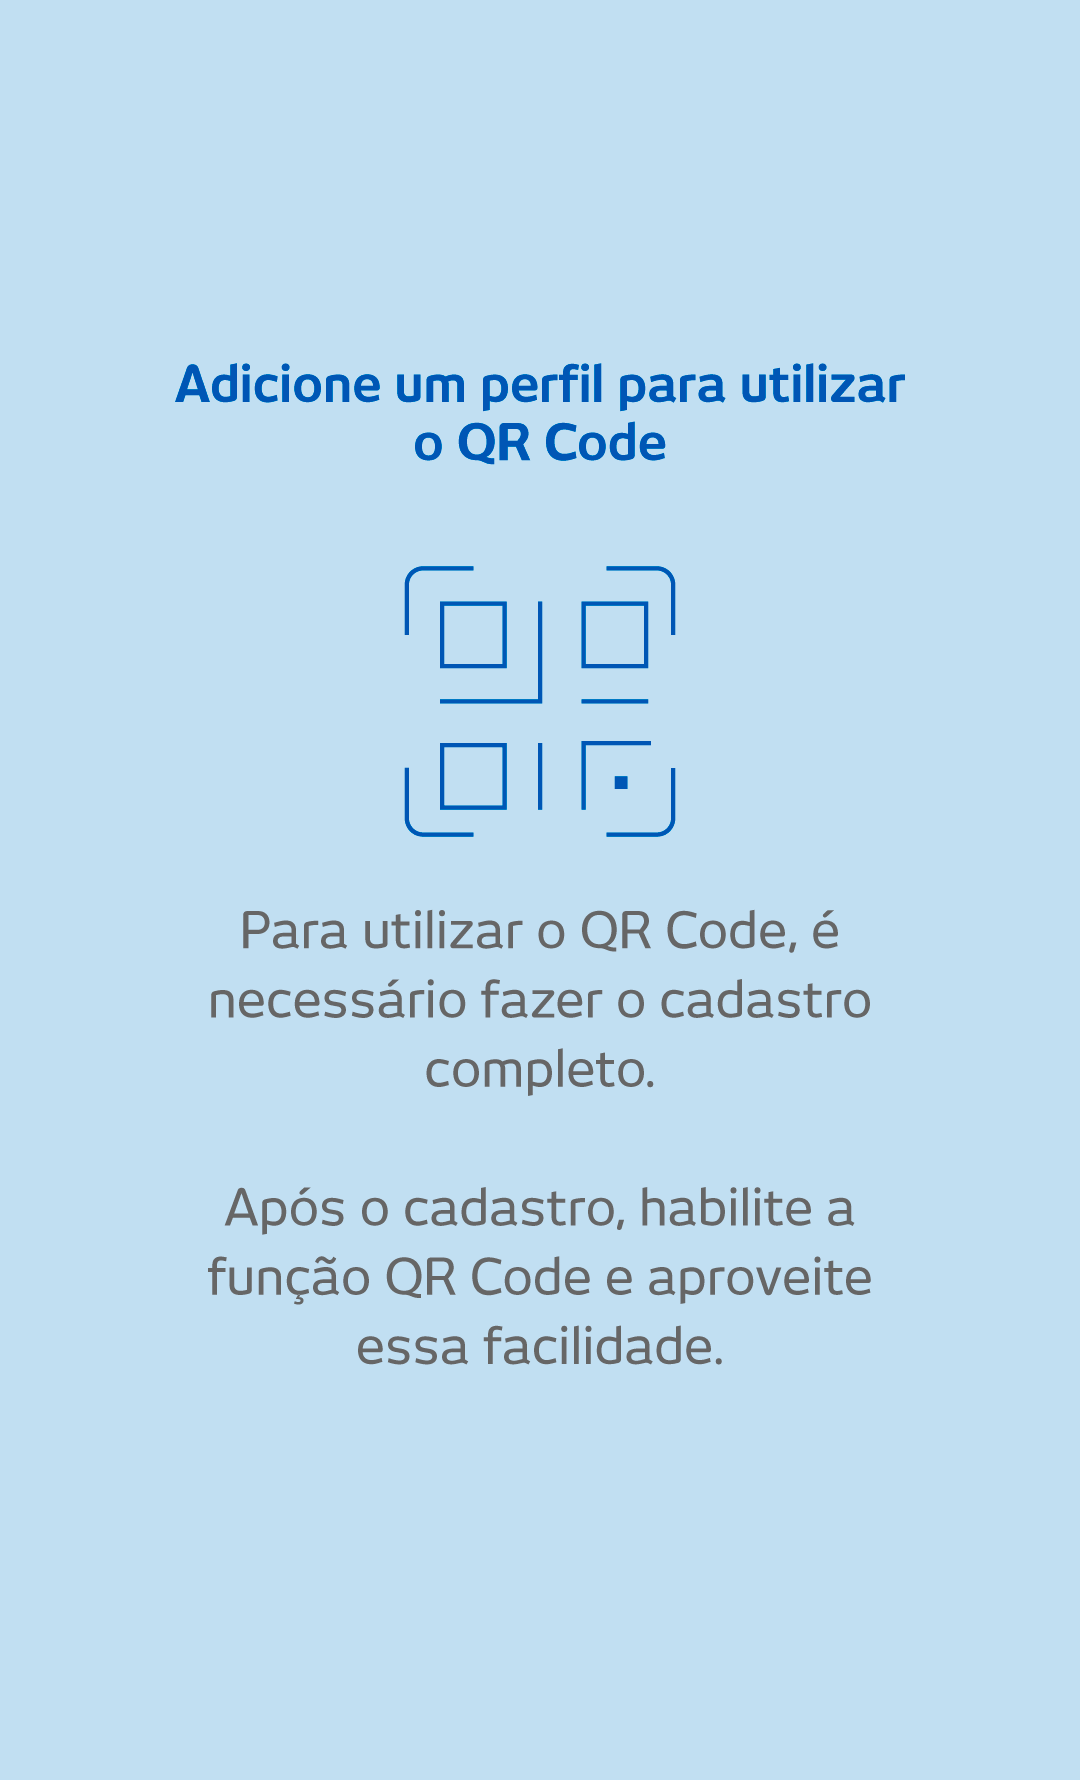 Adicione um perfil para utilizar
o QR Code
Para utilizar o QR Code, é
necessário fazer o cadastro
completo.
Após o cadastro, habilite a
função QR Code e aproveite
essa facilidade.